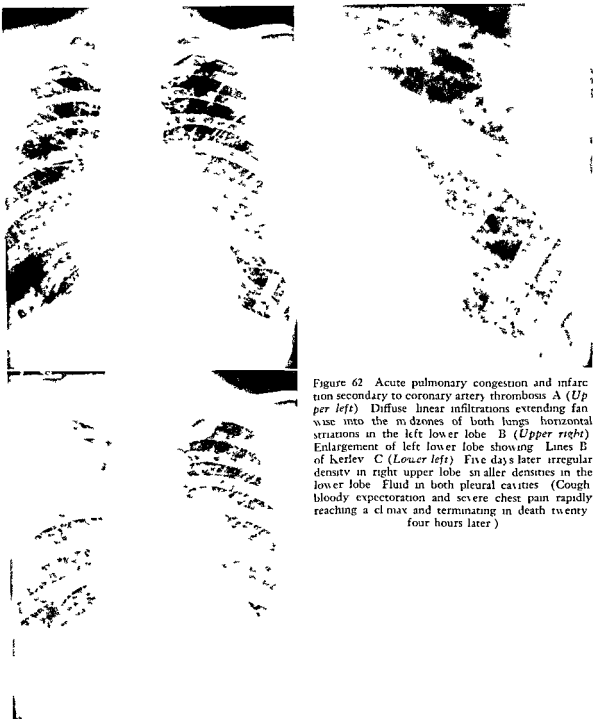 Figure 62 Acute pulmonary congestion and infarc
tion secondary to coronary artery thrombosis A (Up
per left) Diffuse linear infiltrations extending fan
wise into the midzones of both lungs horizontal
striations in the left lower lobe B (Upper right)
Enlargement of left lower lobe showing Lines B
of Kerley C (Lower left) Five days later irregular
density in right upper lobe smaller densities in the
lower lobe Fluid in both pleural cavities (Cough
bloody expectoration and severe chest pain rapidly
reaching a climax and terminating in death twenty
four hours later)